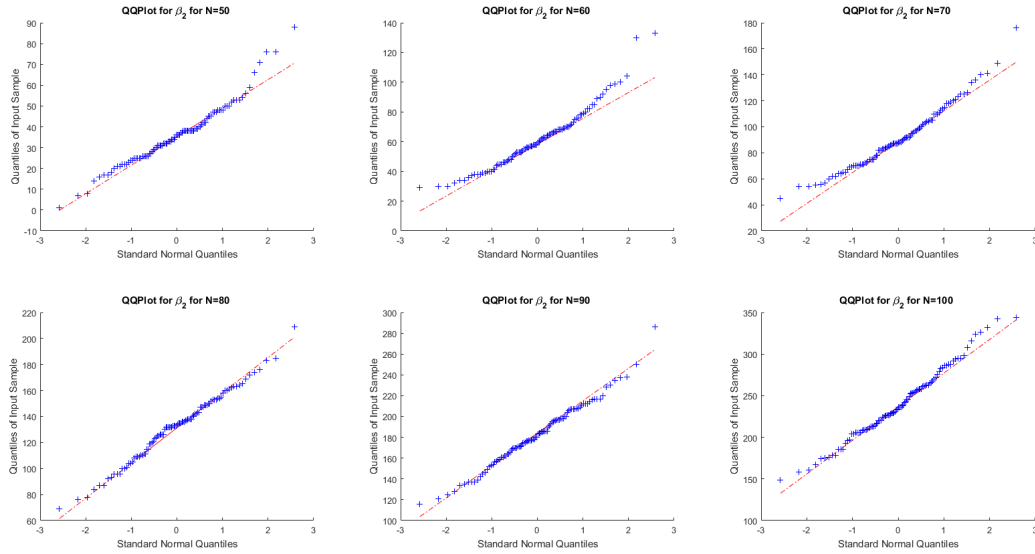 QQPlot for β₂ for N=50
Quantiles of Input Sample
90
80
70
60
50
40
30
20
10
0
-10
-3 -2 -1 0 1 2 3
Standard Normal Quantiles
QQPlot for β₂ for N=60
Quantiles of Input Sample
140
120
100
80
60
40
20
0
-3 -2 -1 0 1 2 3
Standard Normal Quantiles
QQPlot for β₂ for N=70
Quantiles of Input Sample
180
160
140
120
100
80
60
40
20
-3 -2 -1 0 1 2 3
Standard Normal Quantiles
QQPlot for β₂ for N=80
Quantiles of Input Sample
220
200
180
160
140
120
100
80
60
-3 -2 -1 0 1 2 3
Standard Normal Quantiles
QQPlot for β₂ for N=90
Quantiles of Input Sample
300
280
260
240
220
200
180
160
140
120
100
-3 -2 -1 0 1 2 3
Standard Normal Quantiles
QQPlot for β₂ for N=100
Quantiles of Input Sample
350
300
250
200
150
100
-3 -2 -1 0 1 2 3
Standard Normal Quantiles